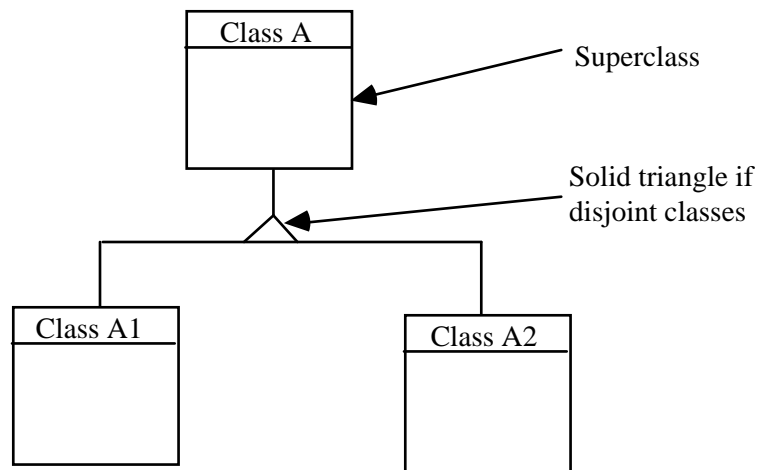 Class A
Superclass
Solid triangle if
disjoint classes
Class A1
Class A2